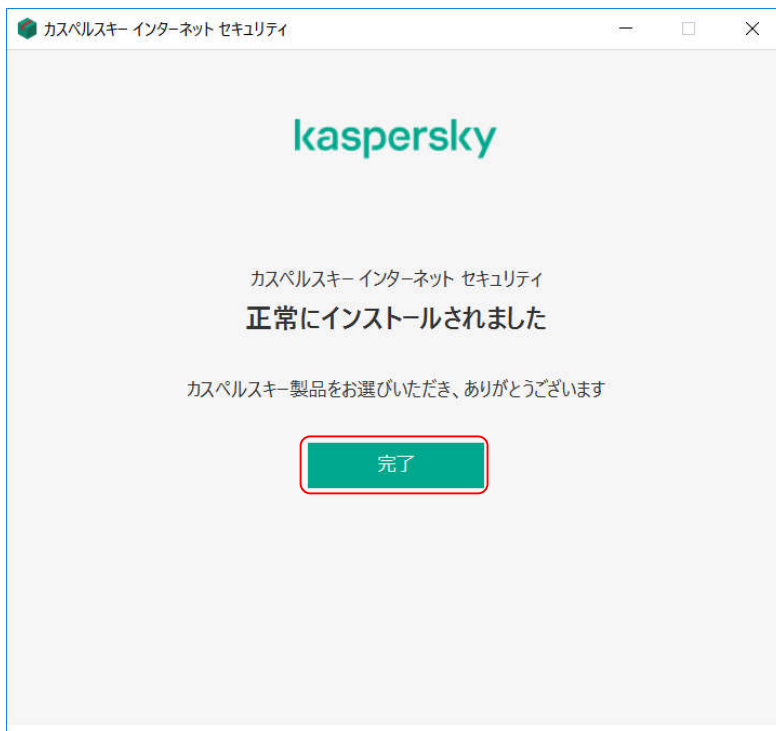 カスペルスキー インターネット セキュリティ
kaspersky
カスペルスキー インターネット セキュリティ
正常にインストールされました
カスペルスキー製品をお選びいただき、ありがとうございます
完了